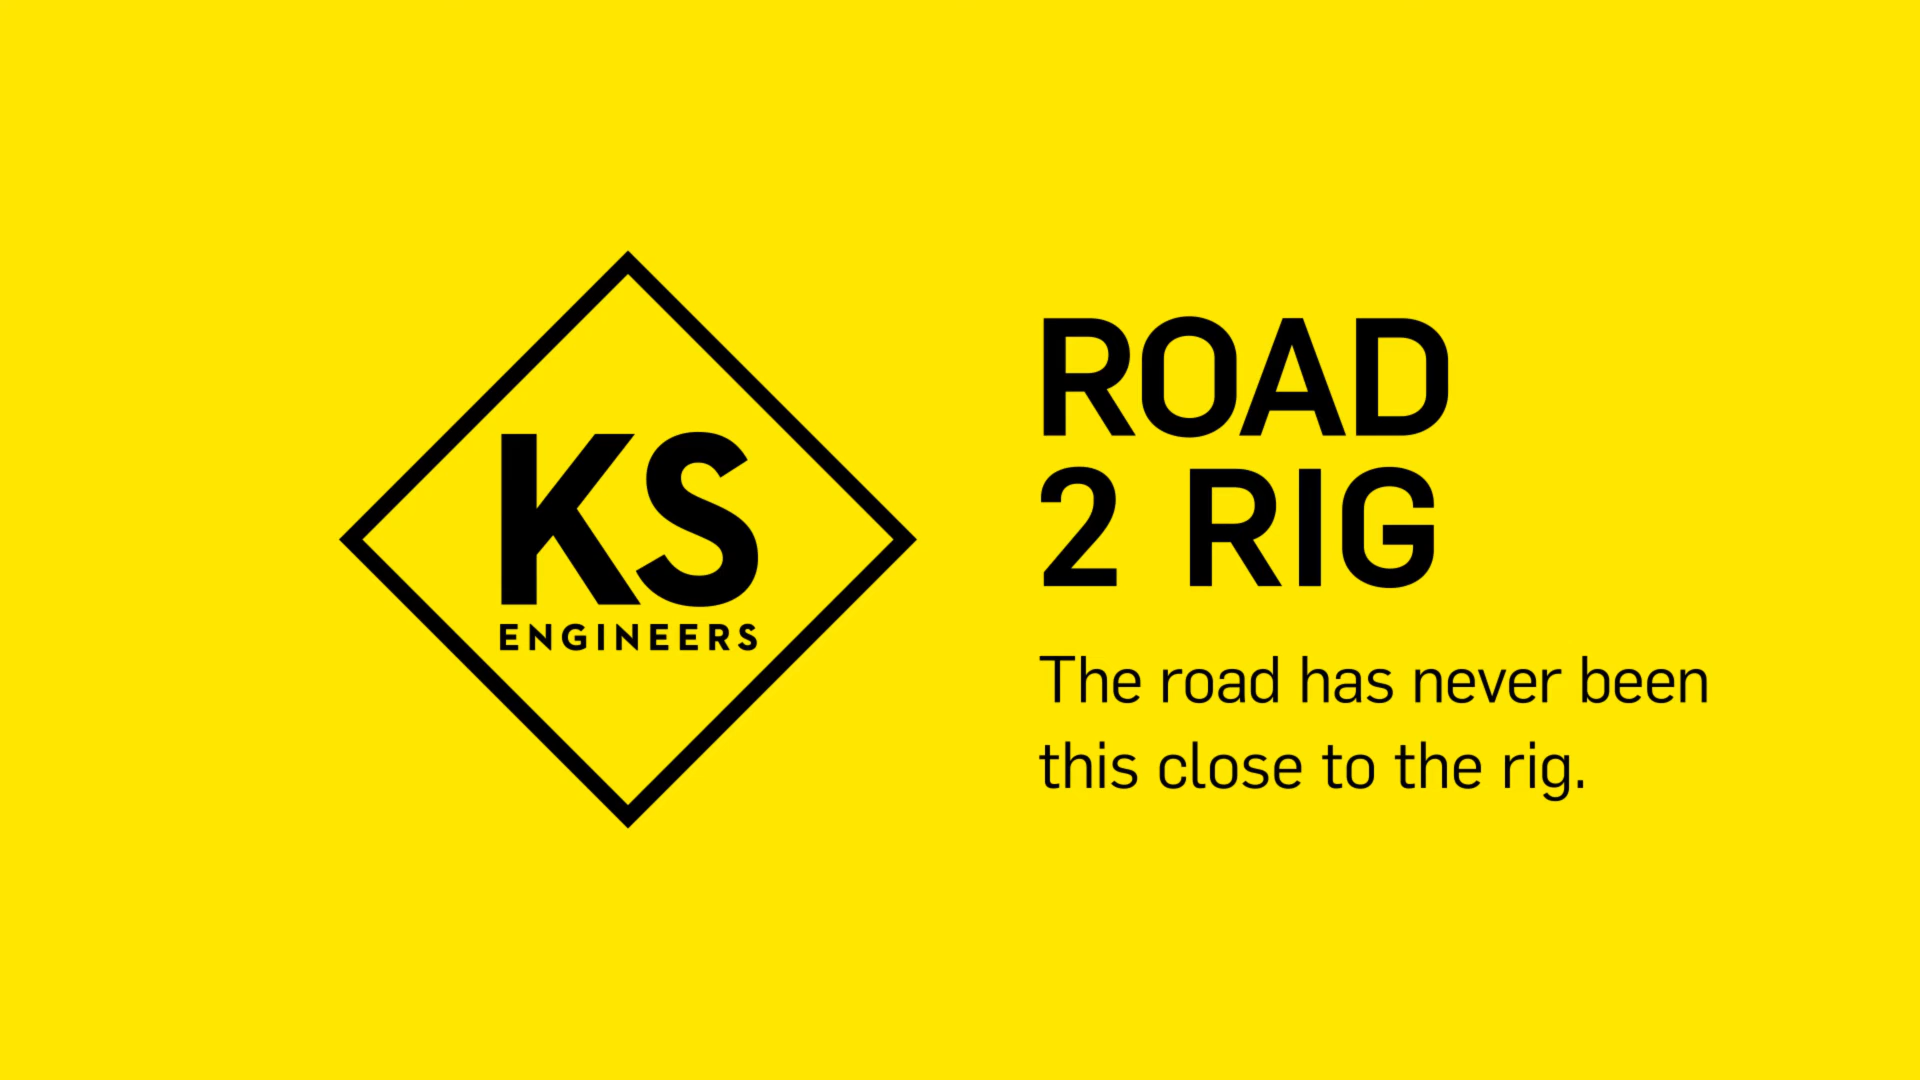 KS
ENGINEERS
ROAD
2 RIG
The road has never been
this close to the rig.